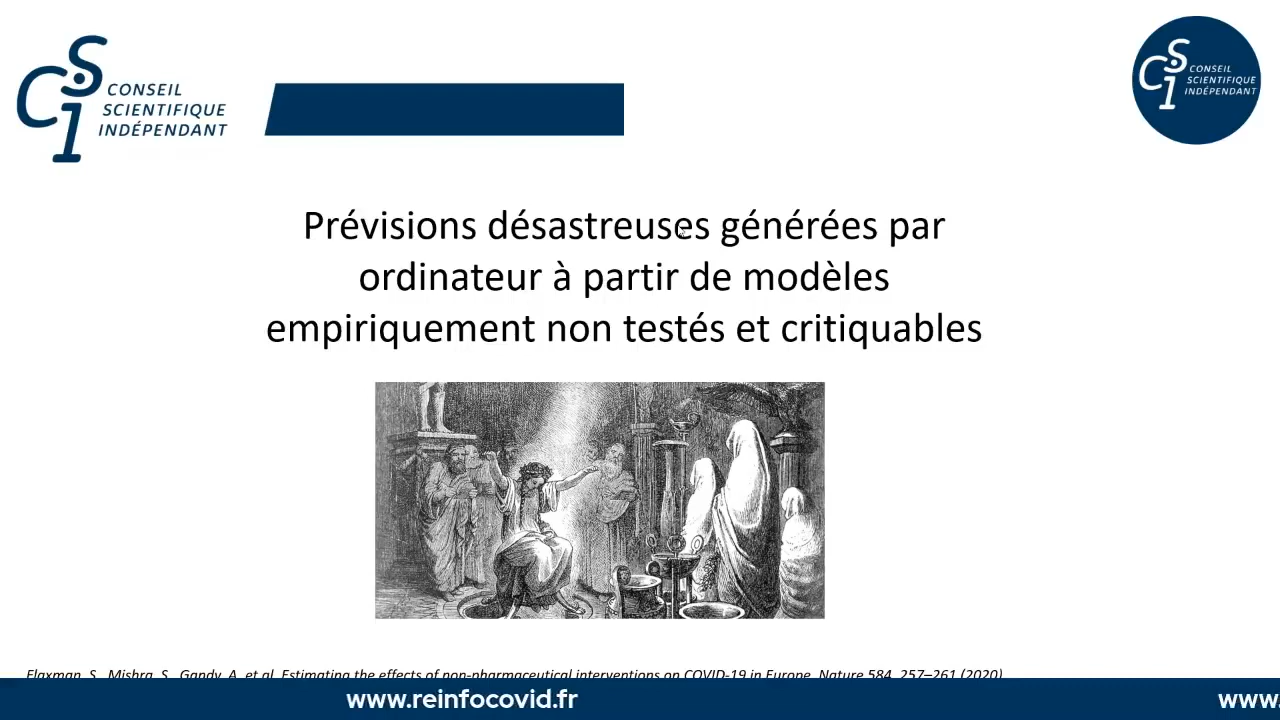 CONSEIL
SCIENTIFIQUE
INDÉPENDANT
CONSEIL
SCIENTIFIQUE
INDÉPENDANT
Prévisions désastreuses générées par
ordinateur à partir de modèles
empiriquement non testés et critiquables
Flaxman, S., Mishra, S., Gandy, A. et al. Estimating the effects of non-pharmaceutical interventions on COVID-19 in Europe. Nature 584, 257–261 (2020)
www.reinfocovid.fr
www.